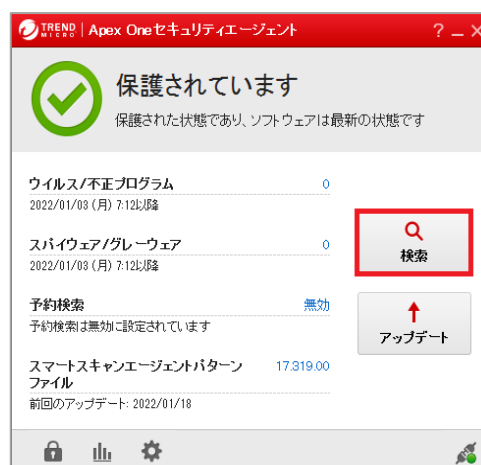 TREND MICRO | Apex Oneセキュリティエージェント ? _ ×
保護されています
保護された状態であり、ソフトウェアは最新の状態です
ウイルス/不正プログラム 0
2022/01/03 (月) 7:12以降
スパイウェア/グレーウェア 0
2022/01/03 (月) 7:12以降
検索
予約検索 無効
予約検索は無効に設定されています
アップデート
スマートスキャンエージェントパターン 17.319.00
ファイル
前回のアップデート: 2022/01/18